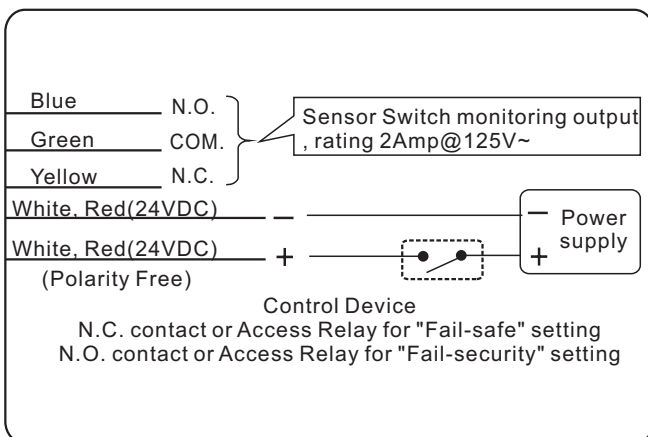 Blue N.O.
Sensor Switch monitoring output
Green COM.
, rating 2Amp@125V~
Yellow N.C.
White, Red(24VDC) — — Power
supply
White, Red(24VDC) + +
(Polarity Free)
Control Device
N.C. contact or Access Relay for "Fail-safe" setting
N.O. contact or Access Relay for "Fail-security" setting